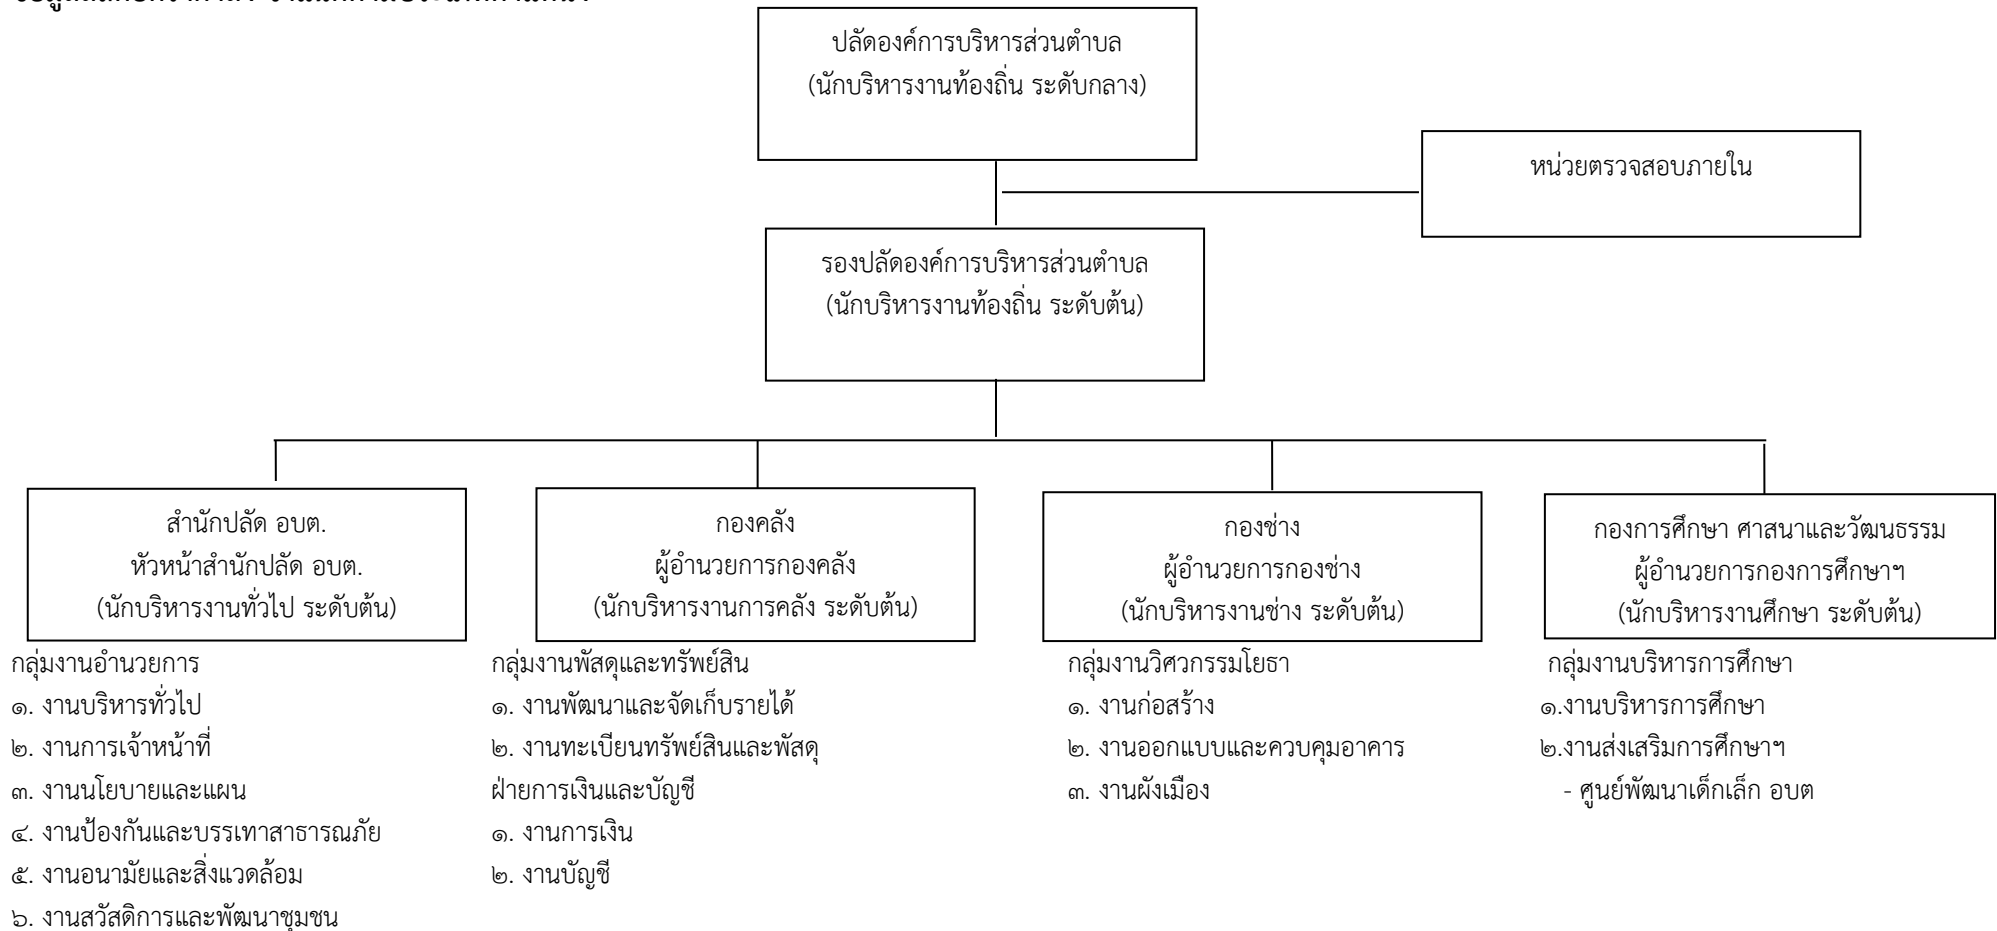 ปลัดองค์การบริหารส่วนตำบล
(นักบริหารงานท้องถิ่น ระดับกลาง)
หน่วยตรวจสอบภายใน
รองปลัดองค์การบริหารส่วนตำบล
(นักบริหารงานท้องถิ่น ระดับต้น)
สำนักปลัด อบต.
หัวหน้าสำนักปลัด อบต.
(นักบริหารงานทั่วไป ระดับต้น)
กลุ่มงานอำนวยการ
๑. งานบริหารทั่วไป
๒. งานการเจ้าหน้าที่
๓. งานนโยบายและแผน
๔. งานป้องกันและบรรเทาสาธารณภัย
๕. งานอนามัยและสิ่งแวดล้อม
๖. งานสวัสดิการและพัฒนาชุมชน
กองคลัง
ผู้อำนวยการกองคลัง
(นักบริหารงานการคลัง ระดับต้น)
กลุ่มงานพัสดุและทรัพย์สิน
๑. งานพัฒนาและจัดเก็บรายได้
๒. งานทะเบียนทรัพย์สินและพัสดุ
ฝ่ายการเงินและบัญชี
๑. งานการเงิน
๒. งานบัญชี
กองช่าง
ผู้อำนวยการกองช่าง
(นักบริหารงานช่าง ระดับต้น)
กลุ่มงานวิศวกรรมโยธา
๑. งานก่อสร้าง
๒. งานออกแบบและควบคุมอาคาร
๓. งานผังเมือง
กองการศึกษา ศาสนาและวัฒนธรรม
ผู้อำนวยการกองการศึกษาฯ
(นักบริหารงานศึกษา ระดับต้น)
กลุ่มงานบริหารการศึกษา
๑.งานบริหารการศึกษา
๒.งานส่งเสริมการศึกษาฯ
- ศูนย์พัฒนาเด็กเล็ก อบต